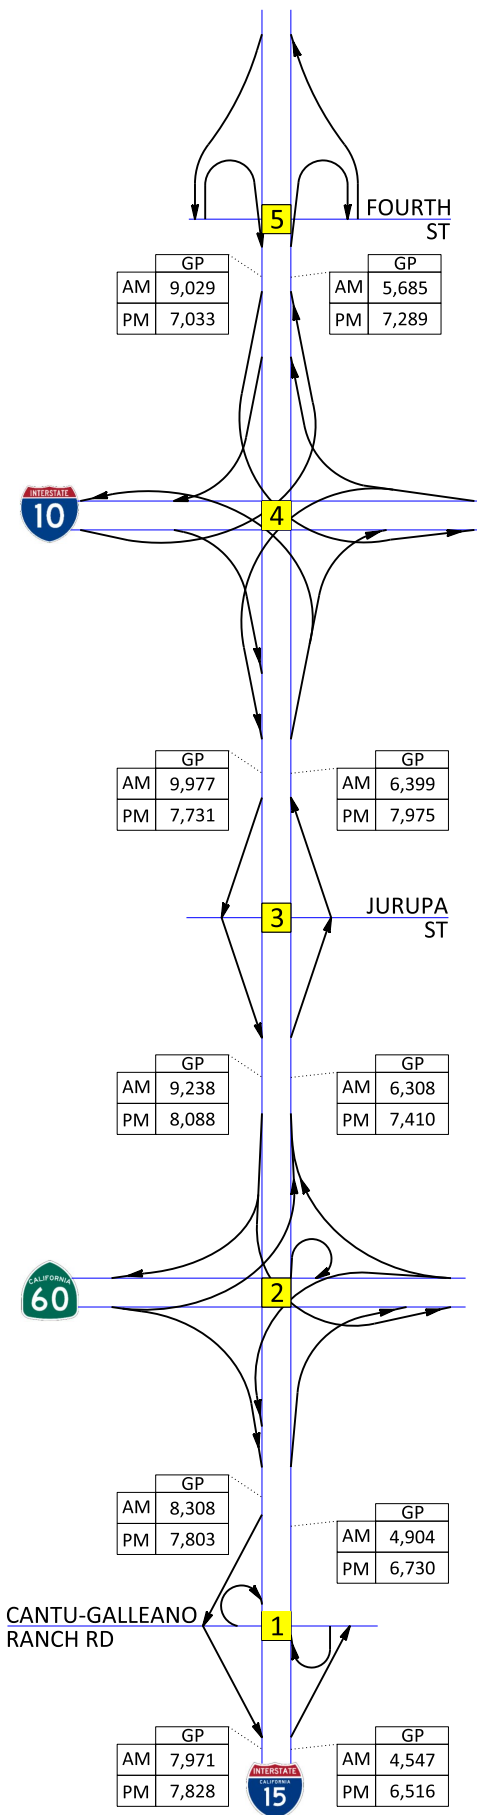 5
FOURTH
ST
GP GP
AM 9,029 AM 5,685
PM 7,033 PM 7,289
INTERSTATE
10
4
GP GP
AM 9,977 AM 6,399
PM 7,731 PM 7,975
3
JURUPA
ST
GP GP
AM 9,238 AM 6,308
PM 8,088 PM 7,410
CALIFORNIA
60
2
GP
AM 8,308
PM 7,803
GP
AM 4,904
PM 6,730
CANTU-GALLEANO
RANCH RD
1
GP GP
AM 7,971 AM 4,547
PM 7,828 PM 6,516
INTERSTATE
CALIFORNIA
15